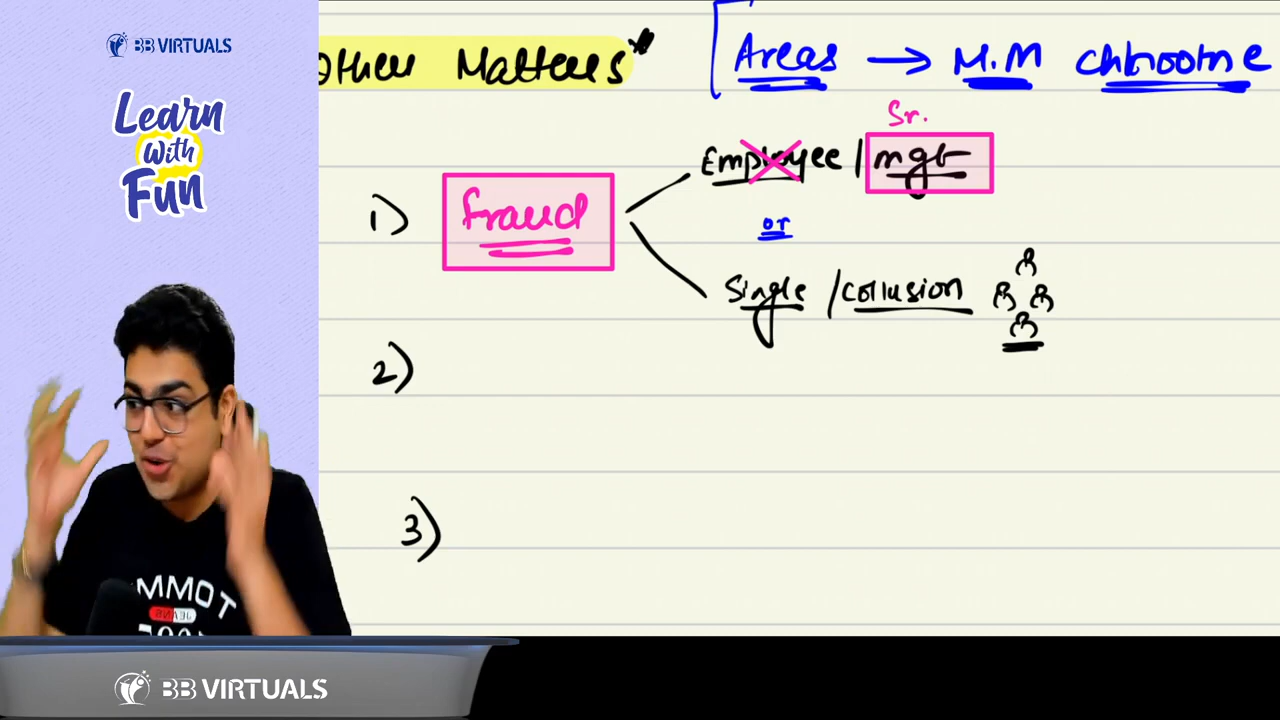 BB VIRTUALS
Learn
With
Fun
Other Matters*
Areas → M.M
Sr.
Employee / mgt
1) fraud
or
Single / collusion
2)
3)
BB VIRTUALS